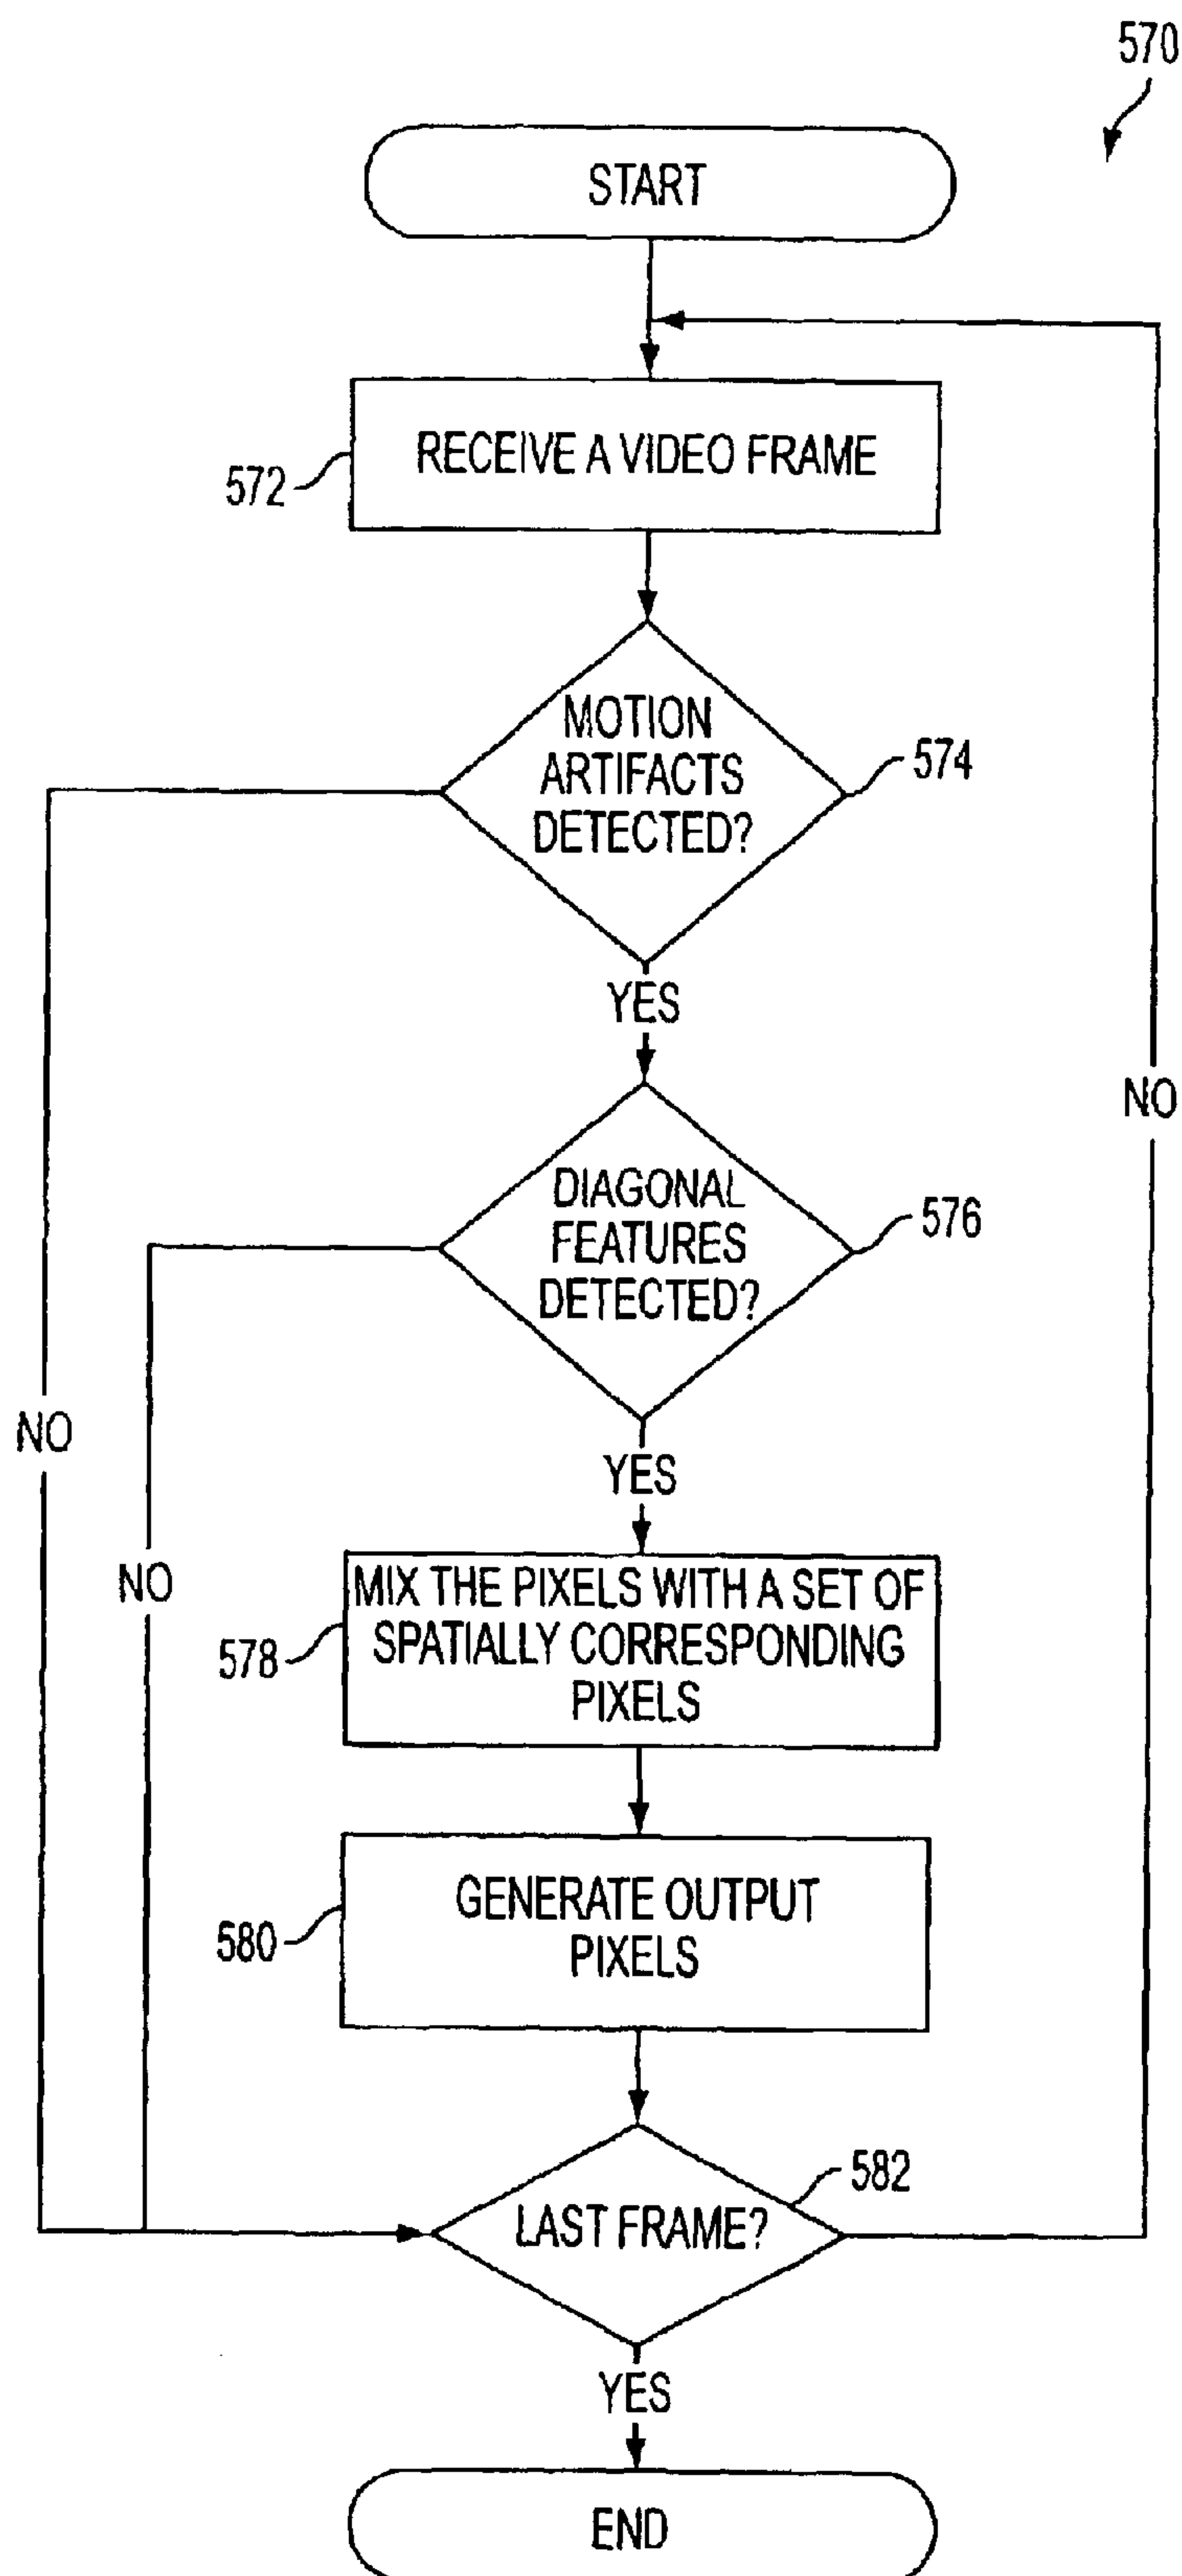 570
START
RECEIVE A VIDEO FRAME
572
MOTION
ARTIFACTS
DETECTED?
574
YES
NO
DIAGONAL
FEATURES
DETECTED?
576
NO
YES
NO
MIX THE PIXELS WITH A SET OF
SPATIALLY CORRESPONDING
PIXELS
578
GENERATE OUTPUT
PIXELS
580
LAST FRAME?
582
YES
END